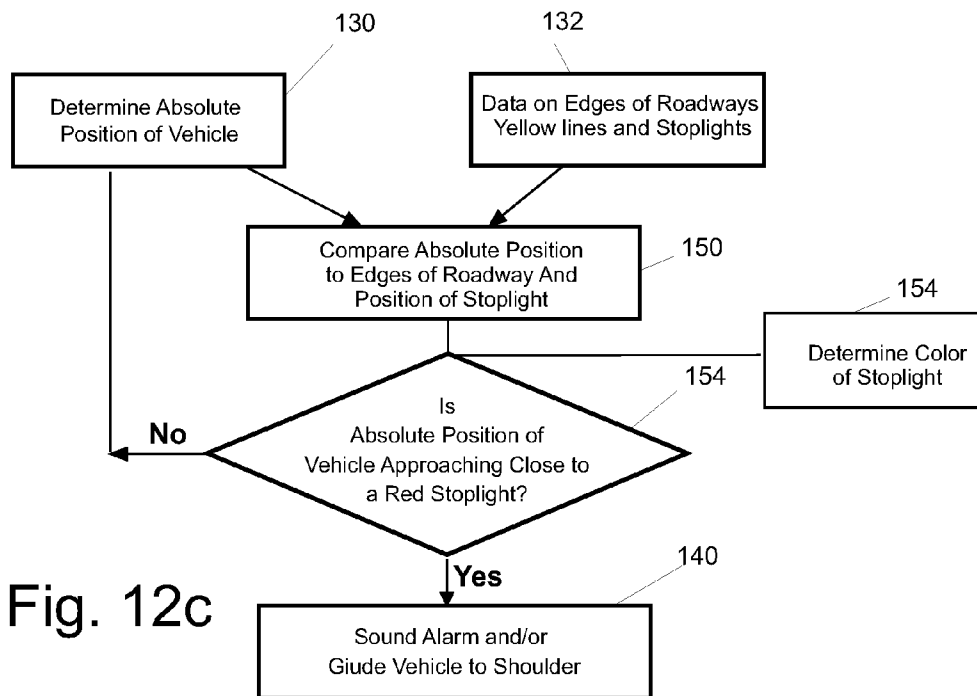 130
132
Determine Absolute
Position of Vehicle
Data on Edges of Roadways
Yellow lines and Stoplights
Compare Absolute Position
to Edges of Roadway And
Position of Stoplight
150
154
Determine Color
of Stoplight
154
Is
Absolute Position of
Vehicle Approaching Close to
a Red Stoplight?
No
Yes
140
Fig. 12c
Sound Alarm and/or
Giude Vehicle to Shoulder